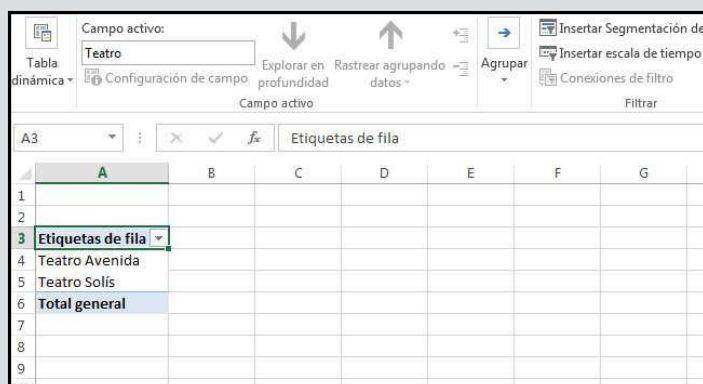 Campo activo:
Teatro
Tabla dinámica
Configuración de campo
Explorar en profundidad
Rastrear agrupando datos
Campo activo
Agrupar
Insertar Segmentación de
Insertar escala de tiempo
Conexiones de filtro
Filtrar
A3
fx
Etiquetas de fila
A B C D E F G
1
2
3 Etiquetas de fila
4 Teatro Avenida
5 Teatro Solís
6 Total general
7
8
9